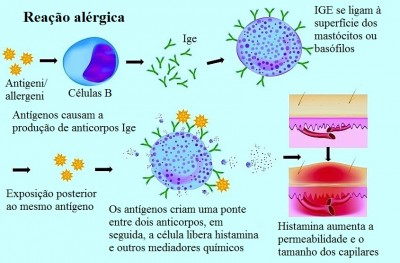 Reação alérgica
Antigeni/
allergeni
Células B
Ige
IGE se ligam à
superfície dos
mastócitos ou
basófilos
Antígenos causam a
produção de anticorpos Ige
Exposição posterior
ao mesmo antígeno
Os antígenos criam uma ponte
entre dois anticorpos, em
seguida, a célula libera histamina
e outros mediadores químicos
Histamina aumenta a
permeabilidade e o
tamanho dos capilares